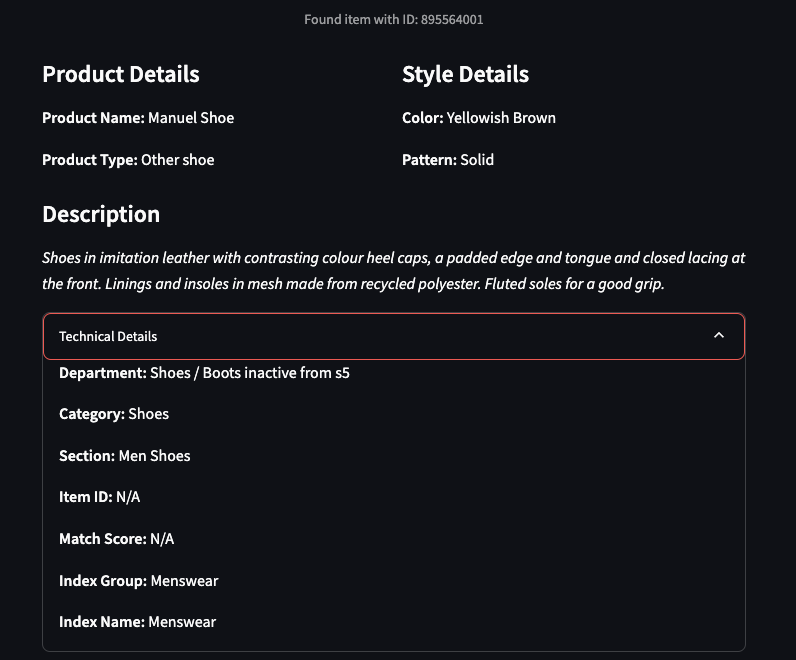 Found item with ID: 895564001
Product Details
Product Name: Manuel Shoe
Product Type: Other shoe
Style Details
Color: Yellowish Brown
Pattern: Solid
Description
Shoes in imitation leather with contrasting colour heel caps, a padded edge and tongue and closed lacing at
the front. Linings and insoles in mesh made from recycled polyester. Fluted soles for a good grip.
Technical Details
Department: Shoes / Boots inactive from s5
Category: Shoes
Section: Men Shoes
Item ID: N/A
Match Score: N/A
Index Group: Menswear
Index Name: Menswear